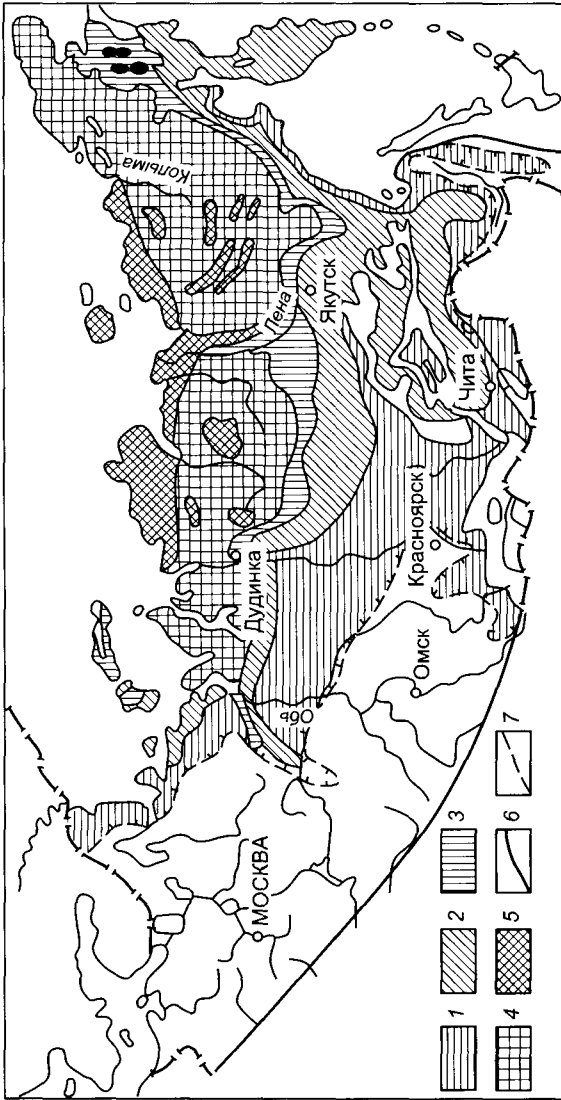 Колыма
Лена
Якутск
Дудинка
Чита
Красноярск
Обь
Омск
МОСКВА
1
2
3
4
5
6
7